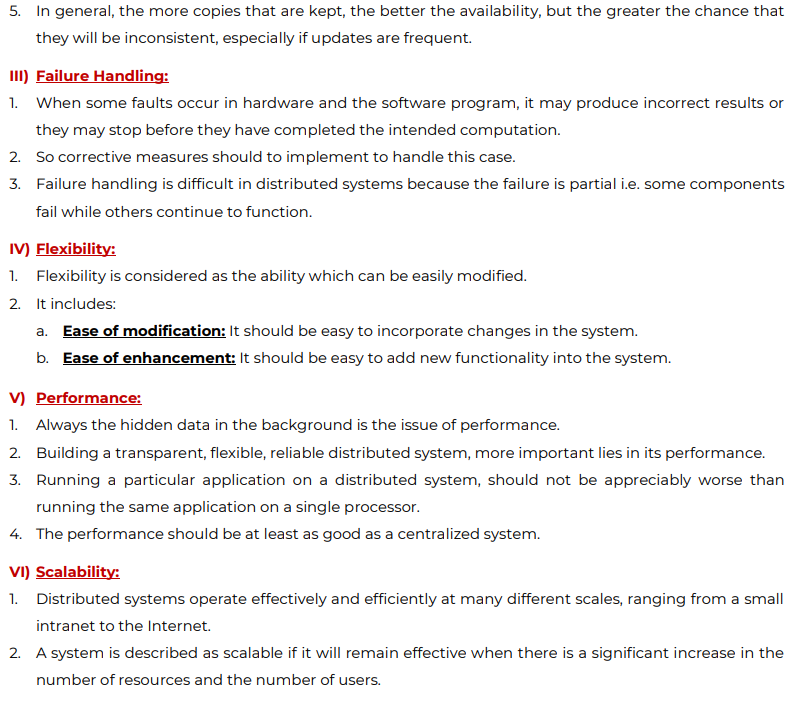 5. In general, the more copies that are kept, the better the availability, but the greater the chance that
they will be inconsistent, especially if updates are frequent.
III) Failure Handling:
1. When some faults occur in hardware and the software program, it may produce incorrect results or
they may stop before they have completed the intended computation.
2. So corrective measures should to implement to handle this case.
3. Failure handling is difficult in distributed systems because the failure is partial i.e. some components
fail while others continue to function.
IV) Flexibility:
1. Flexibility is considered as the ability which can be easily modified.
2. It includes:
a. Ease of modification: It should be easy to incorporate changes in the system.
b. Ease of enhancement: It should be easy to add new functionality into the system.
V) Performance:
1. Always the hidden data in the background is the issue of performance.
2. Building a transparent, flexible, reliable distributed system, more important lies in its performance.
3. Running a particular application on a distributed system, should not be appreciably worse than
running the same application on a single processor.
4. The performance should be at least as good as a centralized system.
VI) Scalability:
1. Distributed systems operate effectively and efficiently at many different scales, ranging from a small
intranet to the Internet.
2. A system is described as scalable if it will remain effective when there is a significant increase in the
number of resources and the number of users.